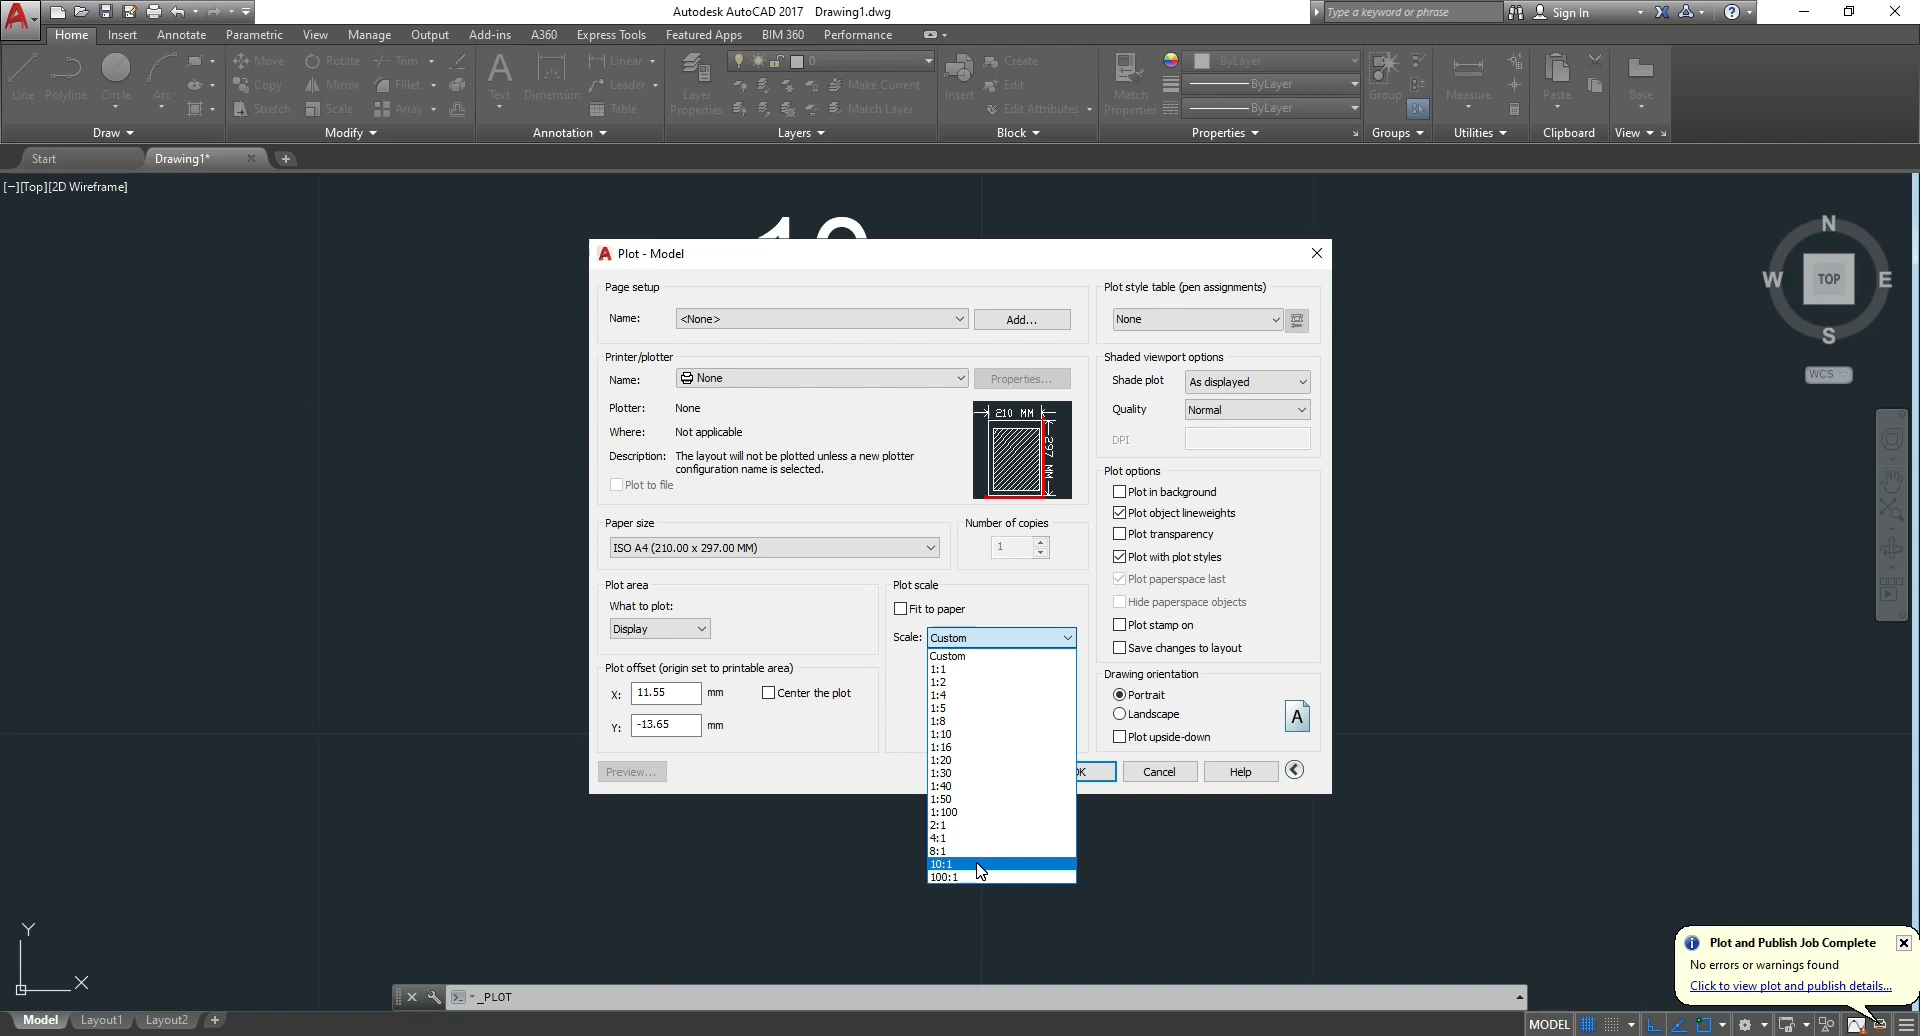 Autodesk AutoCAD 2017 Drawing1.dwg
Type a keyword or phrase
Sign In
Home Insert Annotate Parametric View Manage Output Add-ins A360 Express Tools Featured Apps BIM 360 Performance
Line Polyline Circle Arc
Move Rotate Trim
Copy Mirror Fillet
Stretch Scale Array
Text Dimension
Linear
Leader
Table
Layer
Properties
0
Make Current
Match Layer
Insert
Create
Edit
Edit Attributes
Match
Properties
ByLayer
ByLayer
ByLayer
Group
Measure
Paste
Base
Draw Modify Annotation Layers Block Properties Groups Utilities Clipboard View
Start Drawing1*
[−][Top][2D Wireframe]
N
W TOP E
S
WCS
Plot - Model
Page setup
Name: <None> Add...
Printer/plotter
Name: None Properties...
Plotter: None
Where: Not applicable
Description: The layout will not be plotted unless a new plotter
configuration name is selected.
Plot to file
210 MM
297 MM
Paper size
ISO A4 (210.00 x 297.00 MM)
Number of copies
1
Plot area
What to plot:
Display
Plot offset (origin set to printable area)
X: 11.55 mm Center the plot
Y: -13.65 mm
Preview...
Plot scale
Fit to paper
Scale: Custom
Custom
1:1
1:2
1:4
1:5
1:8
1:10
1:16
1:20
1:30
1:40
1:50
1:100
2:1
4:1
8:1
10:1
100:1
Plot style table (pen assignments)
None
Shaded viewport options
Shade plot As displayed
Quality Normal
DPI
Plot options
Plot in background
Plot object lineweights
Plot transparency
Plot with plot styles
Plot paperspace last
Hide paperspace objects
Plot stamp on
Save changes to layout
Drawing orientation
Portrait
Landscape
Plot upside-down
A
Cancel Help
Y
X
_PLOT
Plot and Publish Job Complete
No errors or warnings found
Click to view plot and publish details...
Model Layout1 Layout2
MODEL